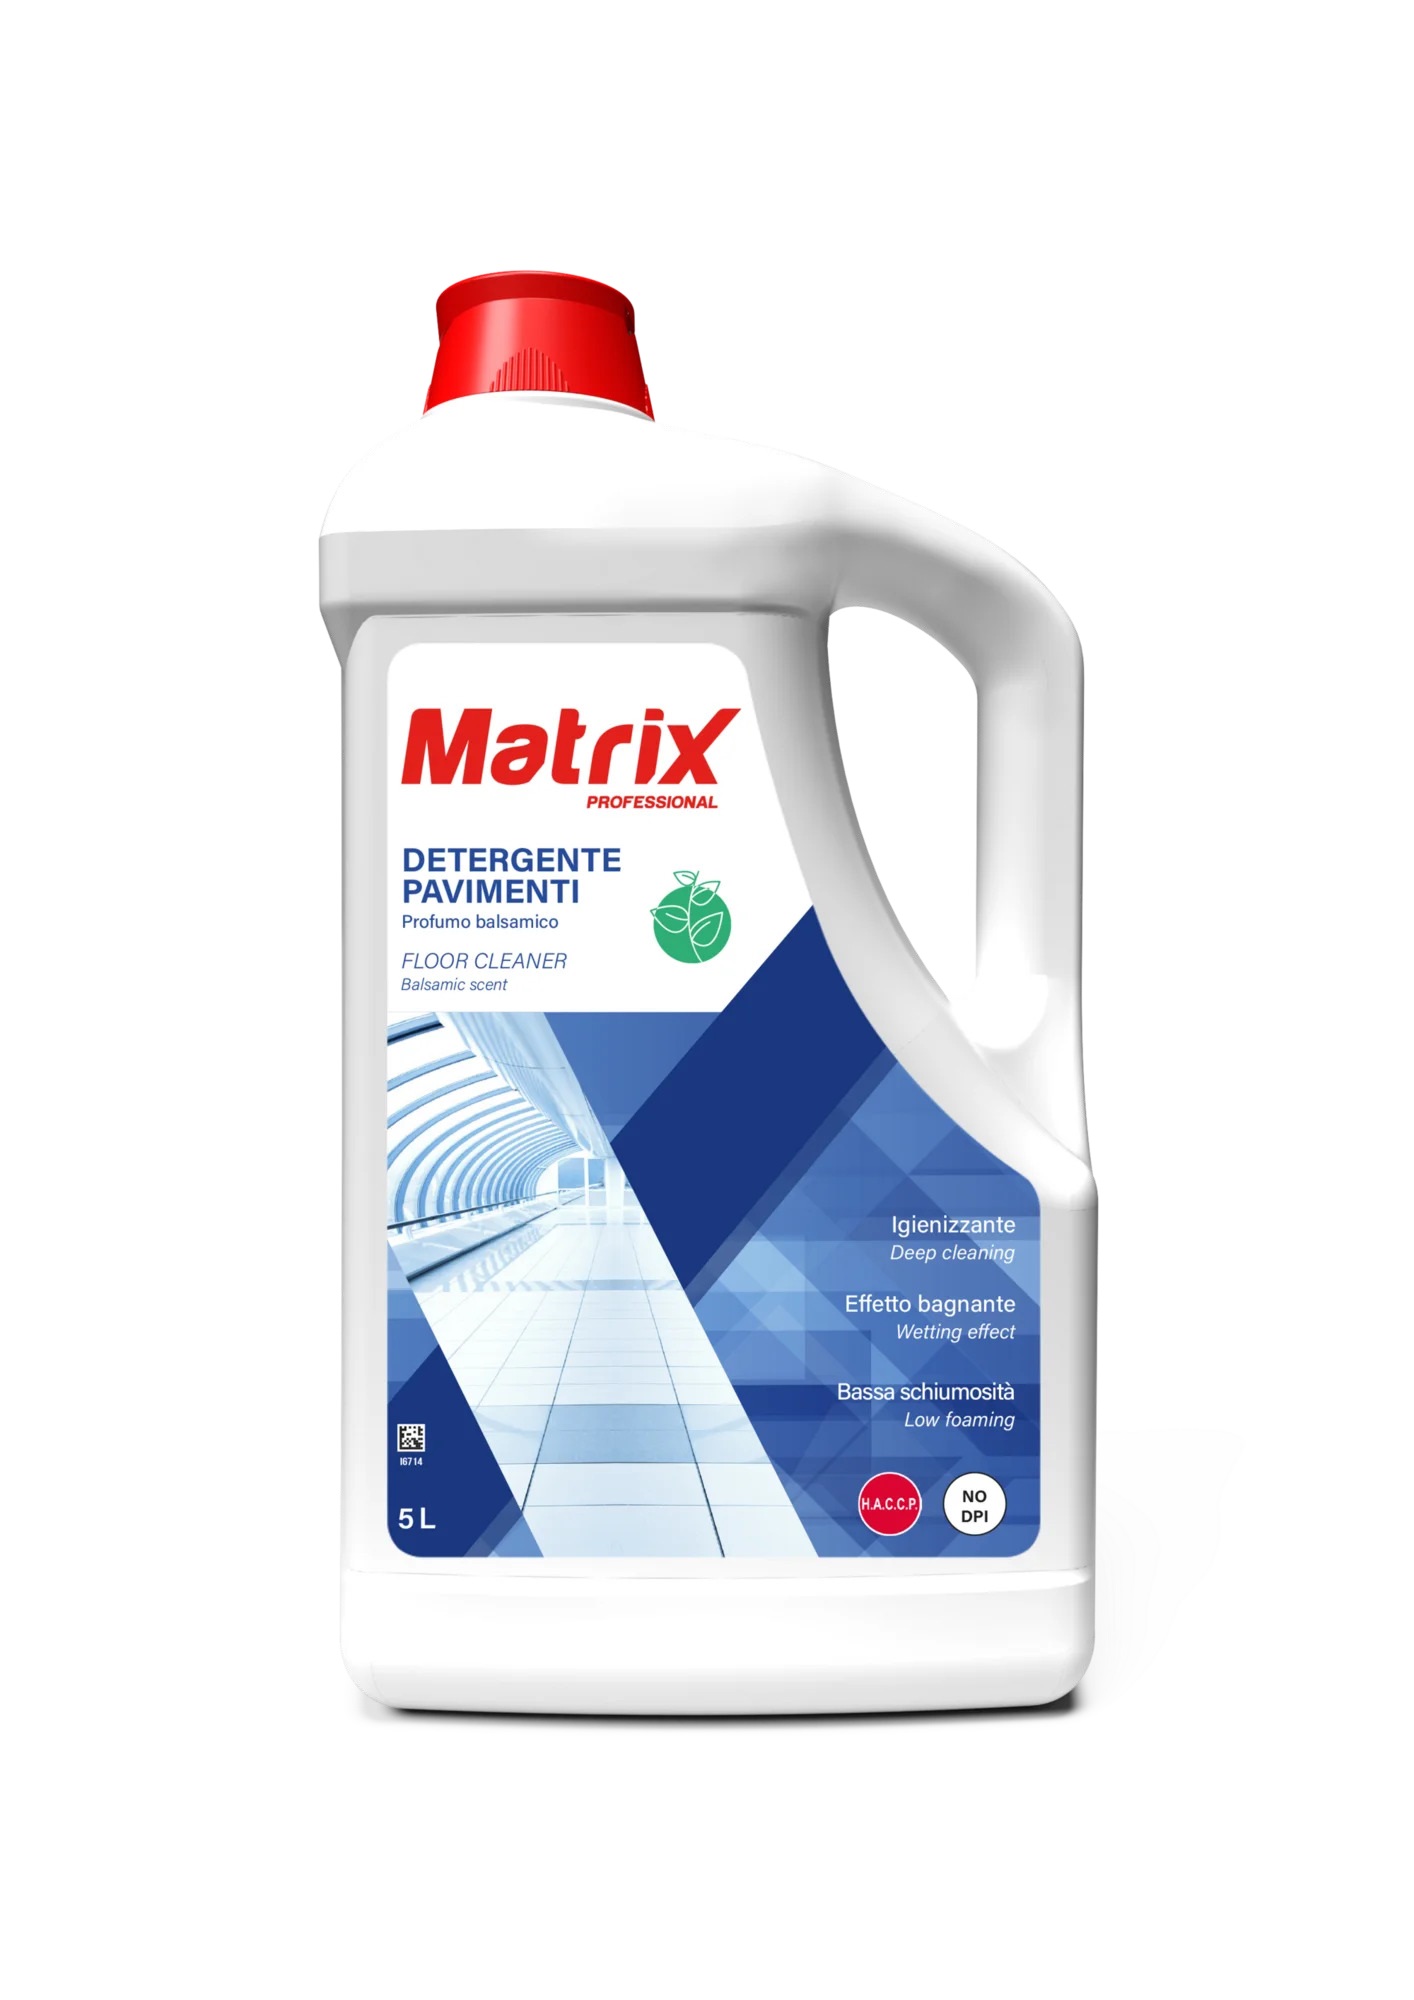 Matrix
PROFESSIONAL
DETERGENTE
PAVIMENTI
Profumo balsamico
FLOOR CLEANER
Balsamic scent
Igienizzante
Deep cleaning
Effetto bagnante
Wetting effect
Bassa schiumosità
Low foaming
I6714
5 L
H.A.C.C.P.
NO
DPI